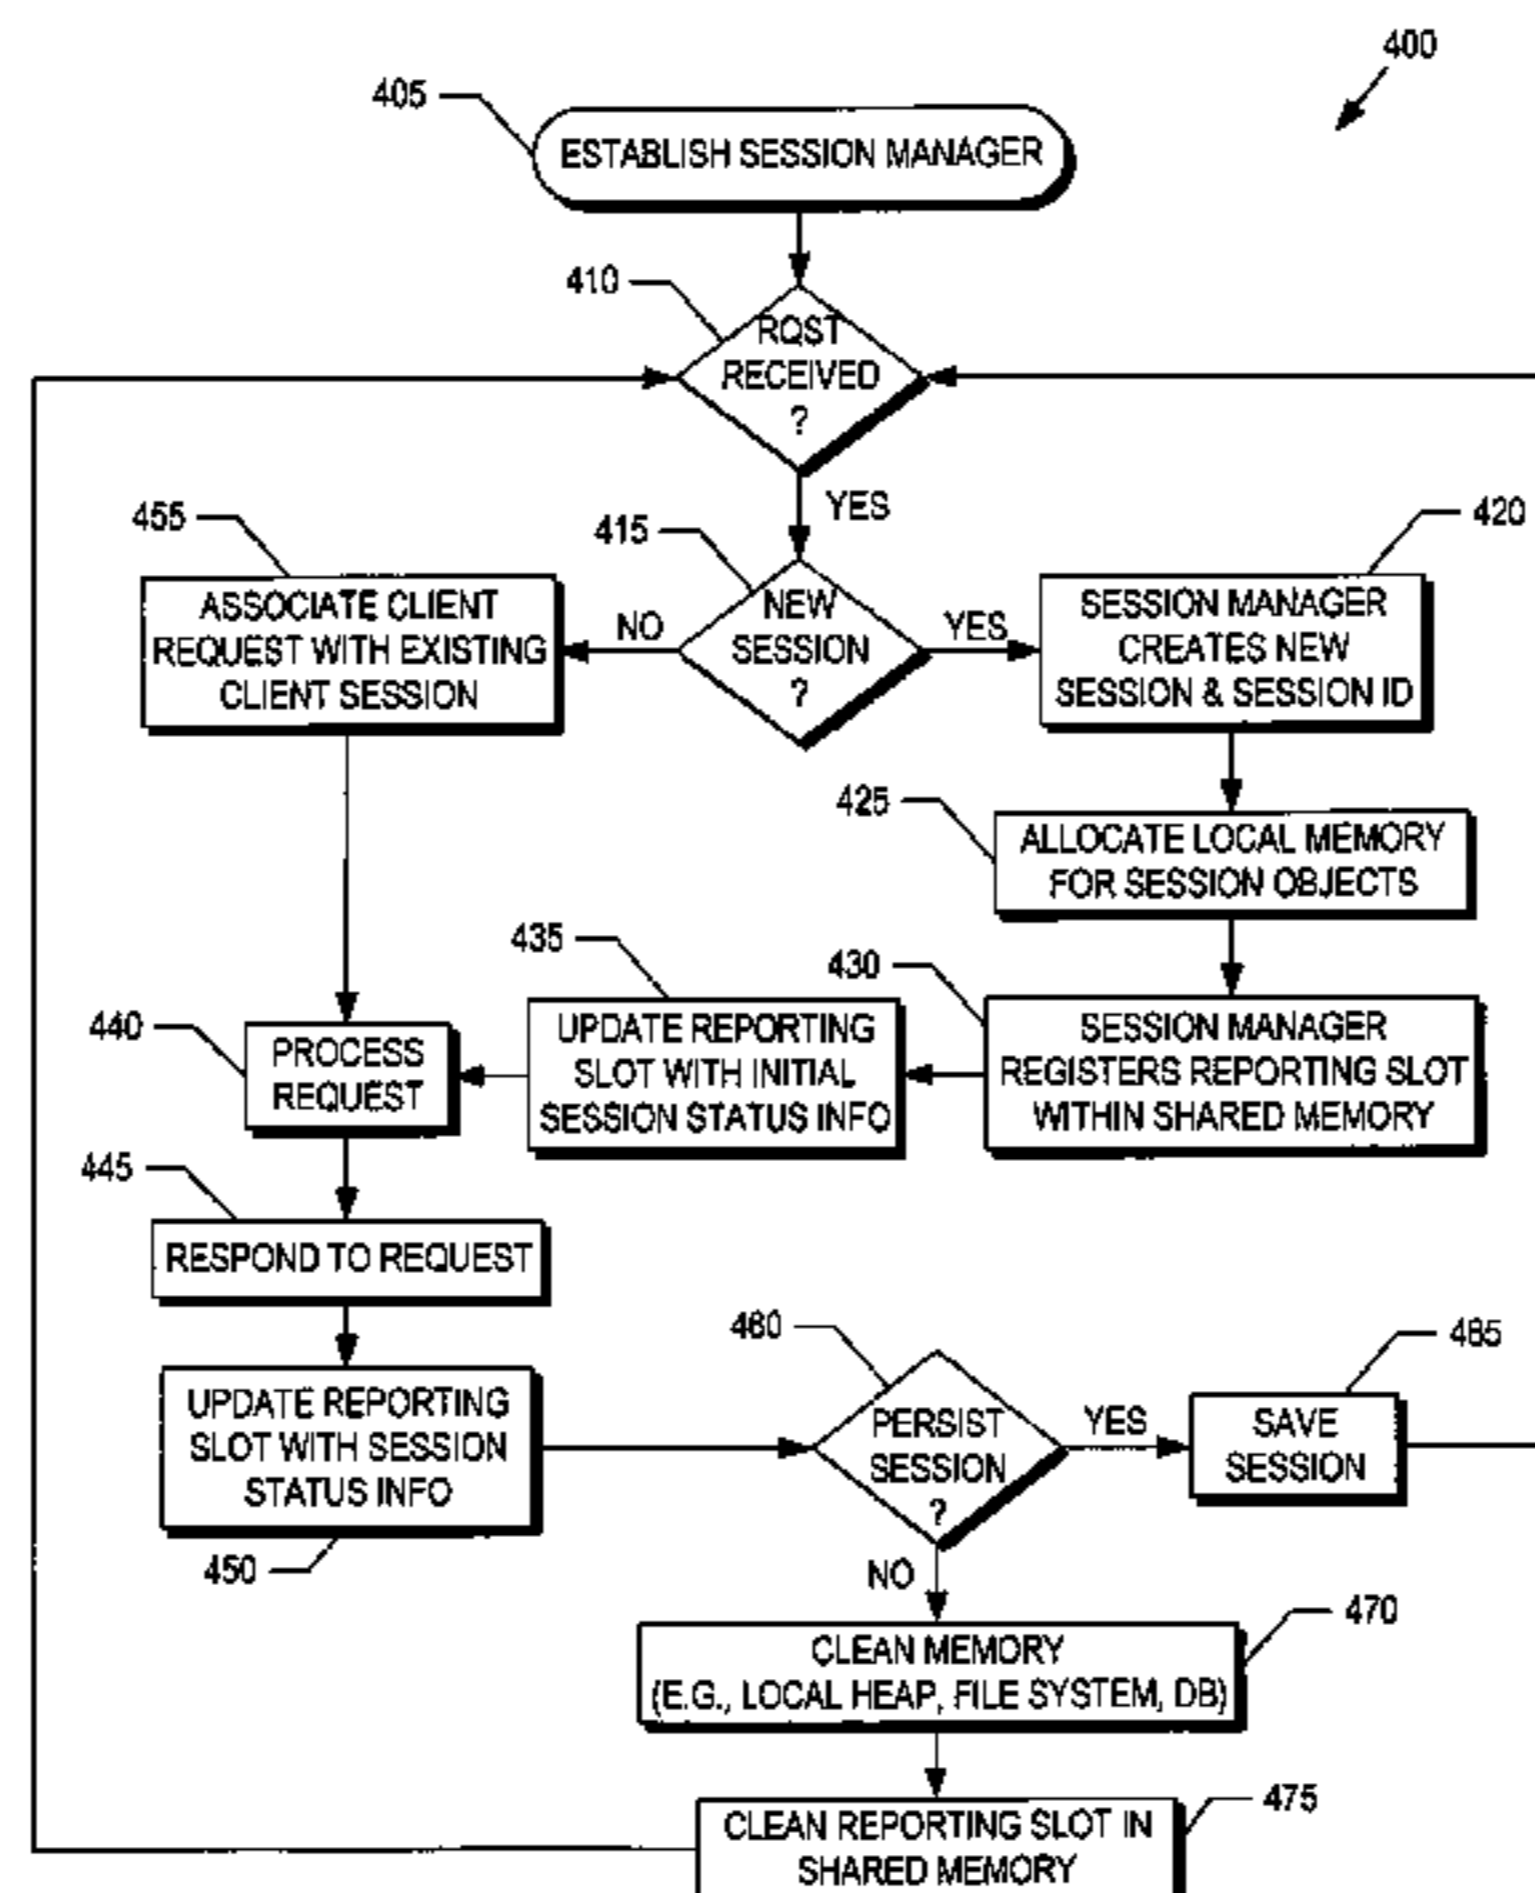 400
405
ESTABLISH SESSION MANAGER
410
RQST
RECEIVED
?
YES
455
415
420
ASSOCIATE CLIENT
REQUEST WITH EXISTING
CLIENT SESSION
NO
NEW
SESSION
?
YES
SESSION MANAGER
CREATES NEW
SESSION & SESSION ID
425
ALLOCATE LOCAL MEMORY
FOR SESSION OBJECTS
435
430
440
PROCESS
REQUEST
UPDATE REPORTING
SLOT WITH INITIAL
SESSION STATUS INFO
SESSION MANAGER
REGISTERS REPORTING SLOT
WITHIN SHARED MEMORY
445
RESPOND TO REQUEST
460
465
UPDATE REPORTING
SLOT WITH SESSION
STATUS INFO
450
PERSIST
SESSION
?
YES
SAVE
SESSION
NO
470
CLEAN MEMORY
(E.G., LOCAL HEAP, FILE SYSTEM, DB)
475
CLEAN REPORTING SLOT IN
SHARED MEMORY